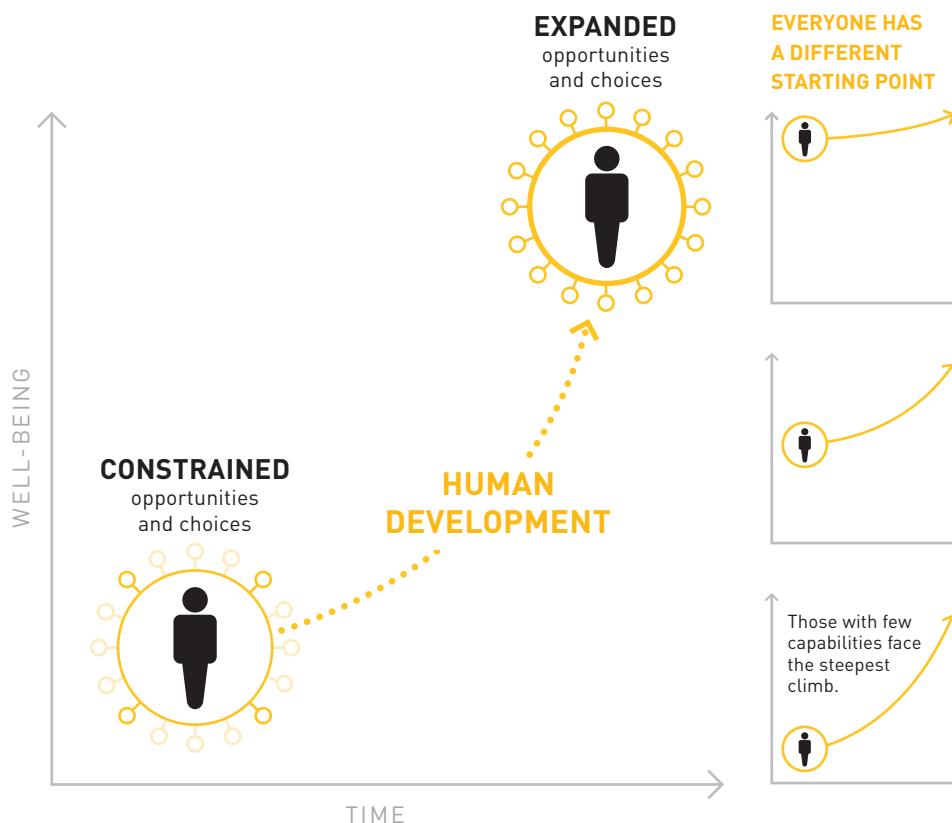 EXPANDED
opportunities
and choices
WELL-BEING
CONSTRAINED
opportunities
and choices
HUMAN
DEVELOPMENT
TIME
EVERYONE HAS
A DIFFERENT
STARTING POINT
Those with few
capabilities face
the steepest
climb.